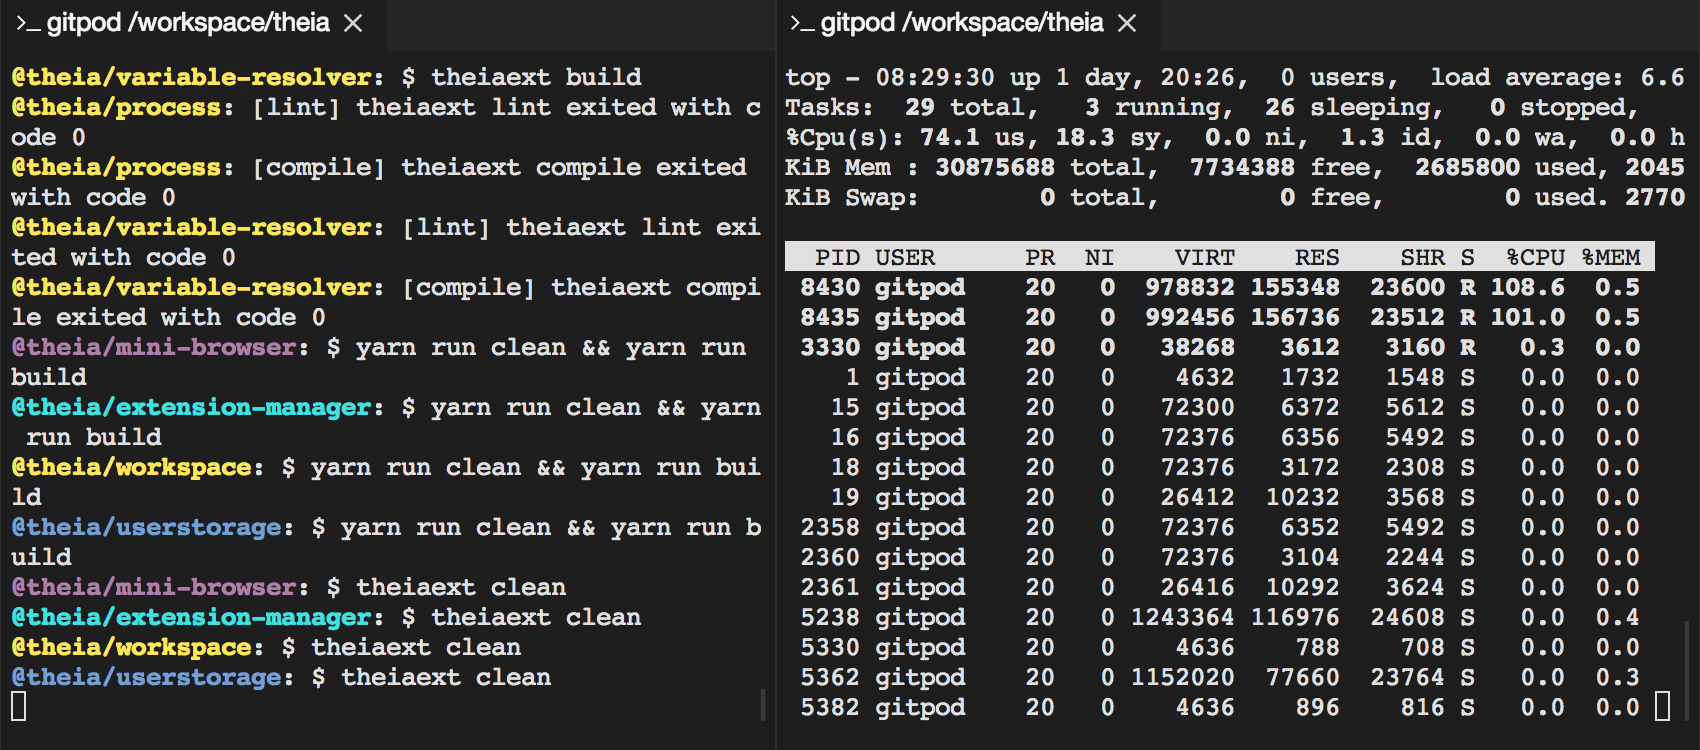 >_ gitpod /workspace/theia ×
@theia/variable-resolver: $ theiaext build
@theia/process: [lint] theiaext lint exited with c
ode 0
@theia/process: [compile] theiaext compile exited
with code 0
@theia/variable-resolver: [lint] theiaext lint exi
ted with code 0
@theia/variable-resolver: [compile] theiaext compi
le exited with code 0
@theia/mini-browser: $ yarn run clean && yarn run
build
@theia/extension-manager: $ yarn run clean && yarn
 run build
@theia/workspace: $ yarn run clean && yarn run bui
ld
@theia/userstorage: $ yarn run clean && yarn run b
uild
@theia/mini-browser: $ theiaext clean
@theia/extension-manager: $ theiaext clean
@theia/workspace: $ theiaext clean
@theia/userstorage: $ theiaext clean
>_ gitpod /workspace/theia ×
top - 08:29:30 up 1 day, 20:26,  0 users,  load average: 6.6
Tasks:  29 total,   3 running,  26 sleeping,   0 stopped,
%Cpu(s): 74.1 us, 18.3 sy,  0.0 ni,  1.3 id,  0.0 wa,  0.0 h
KiB Mem : 30875688 total,  7734388 free,  2685800 used, 2045
KiB Swap:        0 total,        0 free,        0 used. 2770
PID USER PR NI VIRT RES SHR S %CPU %MEM
8430 gitpod 20 0 978832 155348 23600 R 108.6 0.5
8435 gitpod 20 0 992456 156736 23512 R 101.0 0.5
3330 gitpod 20 0 38268 3612 3160 R 0.3 0.0
1 gitpod 20 0 4632 1732 1548 S 0.0 0.0
15 gitpod 20 0 72300 6372 5612 S 0.0 0.0
16 gitpod 20 0 72376 6356 5492 S 0.0 0.0
18 gitpod 20 0 72376 3172 2308 S 0.0 0.0
19 gitpod 20 0 26412 10232 3568 S 0.0 0.0
2358 gitpod 20 0 72376 6352 5492 S 0.0 0.0
2360 gitpod 20 0 72376 3104 2244 S 0.0 0.0
2361 gitpod 20 0 26416 10292 3624 S 0.0 0.0
5238 gitpod 20 0 1243364 116976 24608 S 0.0 0.4
5330 gitpod 20 0 4636 788 708 S 0.0 0.0
5362 gitpod 20 0 1152020 77660 23764 S 0.0 0.3
5382 gitpod 20 0 4636 896 816 S 0.0 0.0